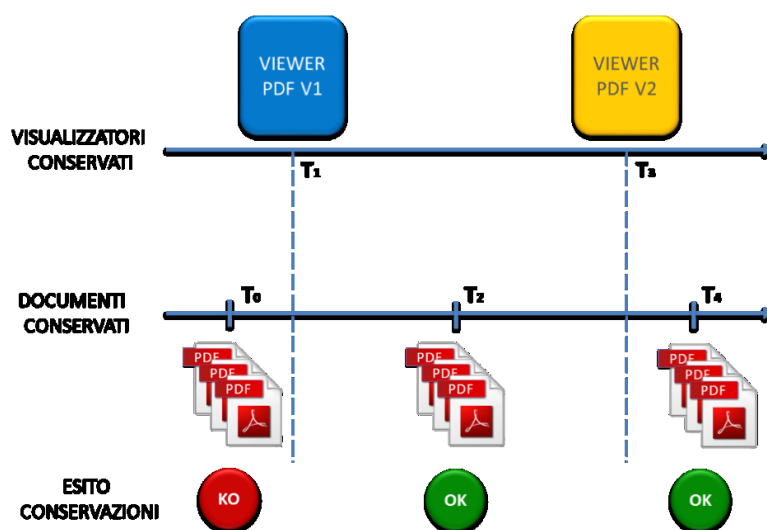 VIEWER
PDF V1
VIEWER
PDF V2
VISUALIZZATORI
CONSERVATI
T1
T3
DOCUMENTI
CONSERVATI
T0
T2
T4
PDF
PDF
PDF
PDF
PDF
PDF
PDF
PDF
PDF
ESITO
CONSERVAZIONI
KO
OK
OK